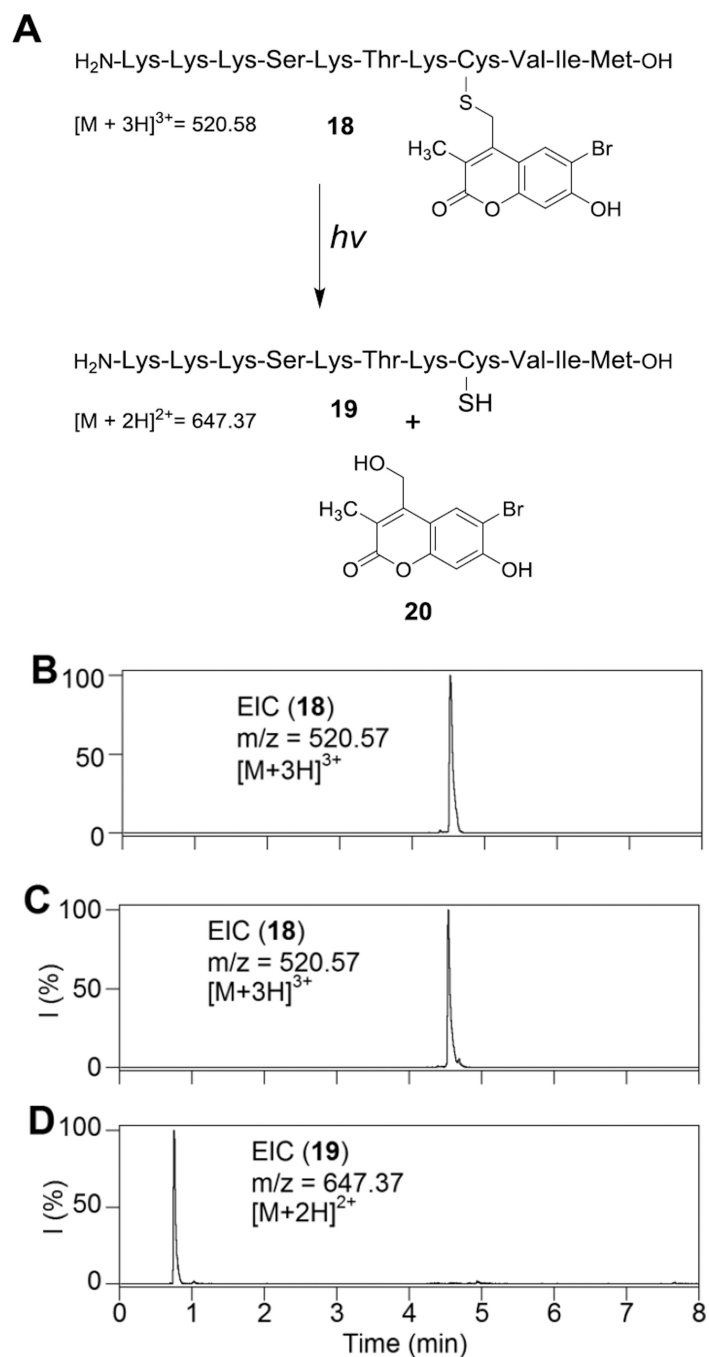 A
H₂N-Lys-Lys-Lys-Ser-Lys-Thr-Lys-Cys-Val-Ile-Met-OH
[M + 3H]³⁺= 520.58
18
S
H₃C
Br
O
O
OH
hv
H₂N-Lys-Lys-Lys-Ser-Lys-Thr-Lys-Cys-Val-Ile-Met-OH
[M + 2H]²⁺= 647.37
19
SH
+
HO
H₃C
Br
O
O
OH
20
B
100
50
0
EIC (18)
m/z = 520.57
[M+3H]³⁺
C
100
50
0
I (%)
EIC (18)
m/z = 520.57
[M+3H]³⁺
D
100
50
0
I (%)
EIC (19)
m/z = 647.37
[M+2H]²⁺
0 1 2 3 4 5 6 7 8
Time (min)